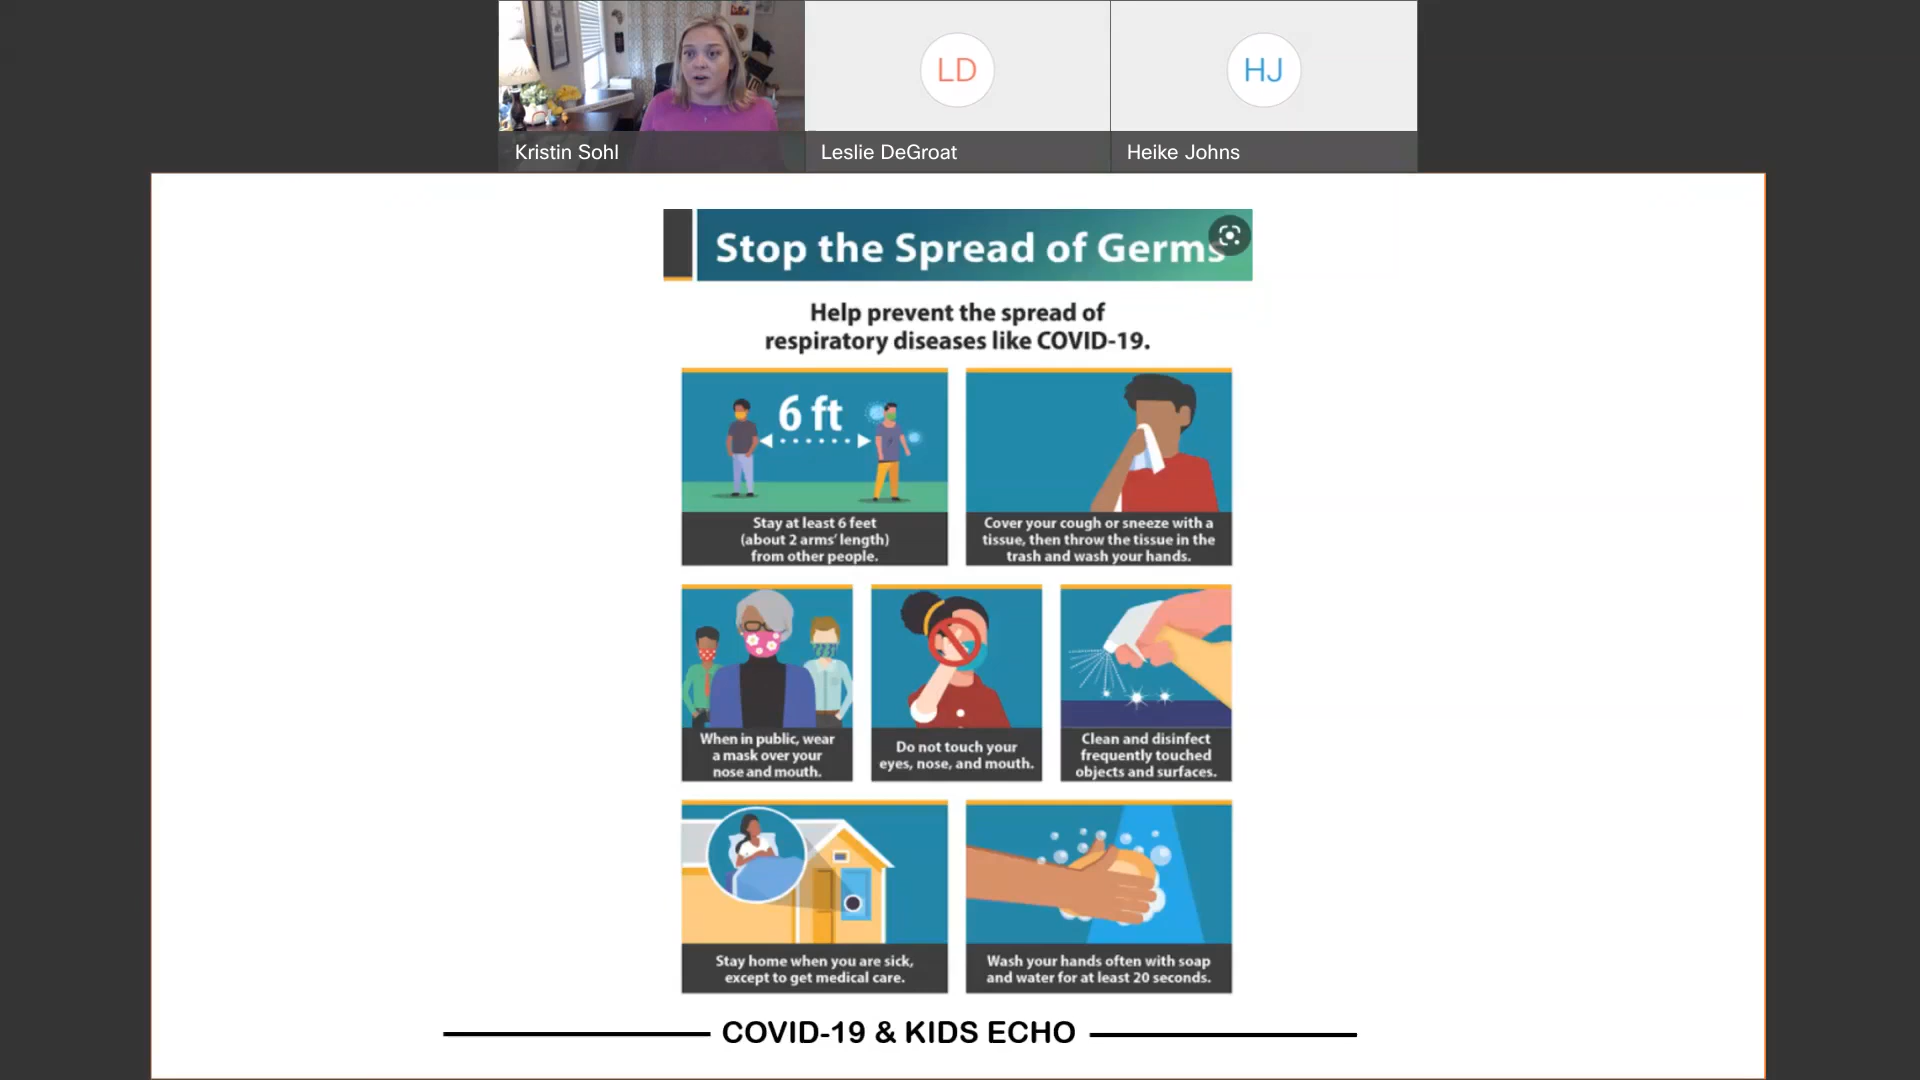 LD
HJ
Kristin Sohl
Leslie DeGroat
Heike Johns
Stop the Spread of Germs
Help prevent the spread of
respiratory diseases like COVID-19.
6 ft
Stay at least 6 feet
(about 2 arms' length)
from other people.
Cover your cough or sneeze with a
tissue, then throw the tissue in the
trash and wash your hands.
When in public, wear
a mask over your
nose and mouth.
Do not touch your
eyes, nose, and mouth.
Clean and disinfect
frequently touched
objects and surfaces.
Stay home when you are sick,
except to get medical care.
Wash your hands often with soap
and water for at least 20 seconds.
COVID-19 & KIDS ECHO